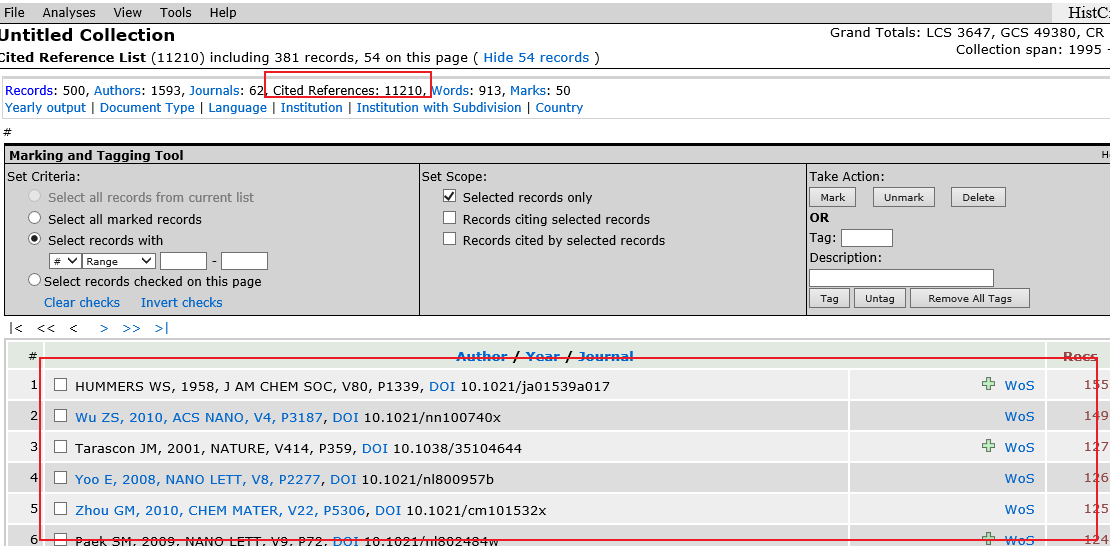 File Analyses View Tools Help HistCi
Untitled Collection
Grand Totals: LCS 3647, GCS 49380, CR
Collection span: 1995 -
Cited Reference List (11210) including 381 records, 54 on this page ( Hide 54 records )
Records: 500, Authors: 1593, Journals: 62, Cited References: 11210, Words: 913, Marks: 50
Yearly output | Document Type | Language | Institution | Institution with Subdivision | Country
#
Marking and Tagging Tool
Set Criteria:
Select all records from current list
Select all marked records
Select records with
# Range -
Select records checked on this page
Clear checks Invert checks
Set Scope:
Selected records only
Records citing selected records
Records cited by selected records
Take Action:
Mark Unmark Delete
OR
Tag:
Description:
Tag Untag Remove All Tags
|< << < > >> >|
# Author / Year / Journal Recs
1 HUMMERS WS, 1958, J AM CHEM SOC, V80, P1339, DOI 10.1021/ja01539a017 WoS 155
2 Wu ZS, 2010, ACS NANO, V4, P3187, DOI 10.1021/nn100740x WoS 149
3 Tarascon JM, 2001, NATURE, V414, P359, DOI 10.1038/35104644 WoS 127
4 Yoo E, 2008, NANO LETT, V8, P2277, DOI 10.1021/nl800957b WoS 126
5 Zhou GM, 2010, CHEM MATER, V22, P5306, DOI 10.1021/cm101532x WoS 125
6 Paek SM, 2009, NANO LETT, V9, P72, DOI 10.1021/nl802484w WoS 124